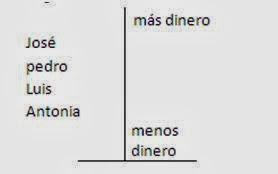 más dinero
José
pedro
Luis
Antonia
menos
dinero